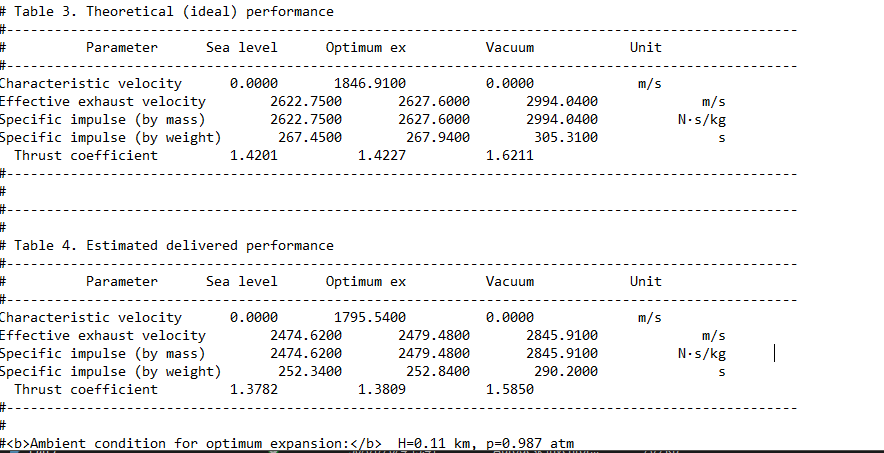 # Table 3. Theoretical (ideal) performance
#---------------------------------------------------------------------------------------------------
# Parameter Sea level Optimum ex Vacuum Unit
#---------------------------------------------------------------------------------------------------
Characteristic velocity 0.0000 1846.9100 0.0000 m/s
Effective exhaust velocity 2622.7500 2627.6000 2994.0400 m/s
Specific impulse (by mass) 2622.7500 2627.6000 2994.0400 N·s/kg
Specific impulse (by weight) 267.4500 267.9400 305.3100 s
Thrust coefficient 1.4201 1.4227 1.6211
#---------------------------------------------------------------------------------------------------
#
#---------------------------------------------------------------------------------------------------
#
# Table 4. Estimated delivered performance
#---------------------------------------------------------------------------------------------------
# Parameter Sea level Optimum ex Vacuum Unit
#---------------------------------------------------------------------------------------------------
Characteristic velocity 0.0000 1795.5400 0.0000 m/s
Effective exhaust velocity 2474.6200 2479.4800 2845.9100 m/s
Specific impulse (by mass) 2474.6200 2479.4800 2845.9100 N·s/kg
Specific impulse (by weight) 252.3400 252.8400 290.2000 s
Thrust coefficient 1.3782 1.3809 1.5850
#---------------------------------------------------------------------------------------------------
#
#<b>Ambient condition for optimum expansion:</b> H=0.11 km, p=0.987 atm